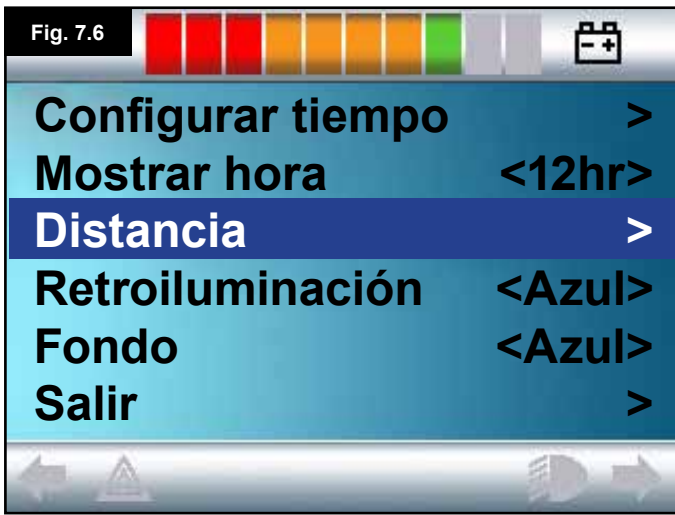 Fig. 7.6
Configurar tiempo >
Mostrar hora <12hr>
Distancia >
Retroiluminación <Azul>
Fondo <Azul>
Salir >